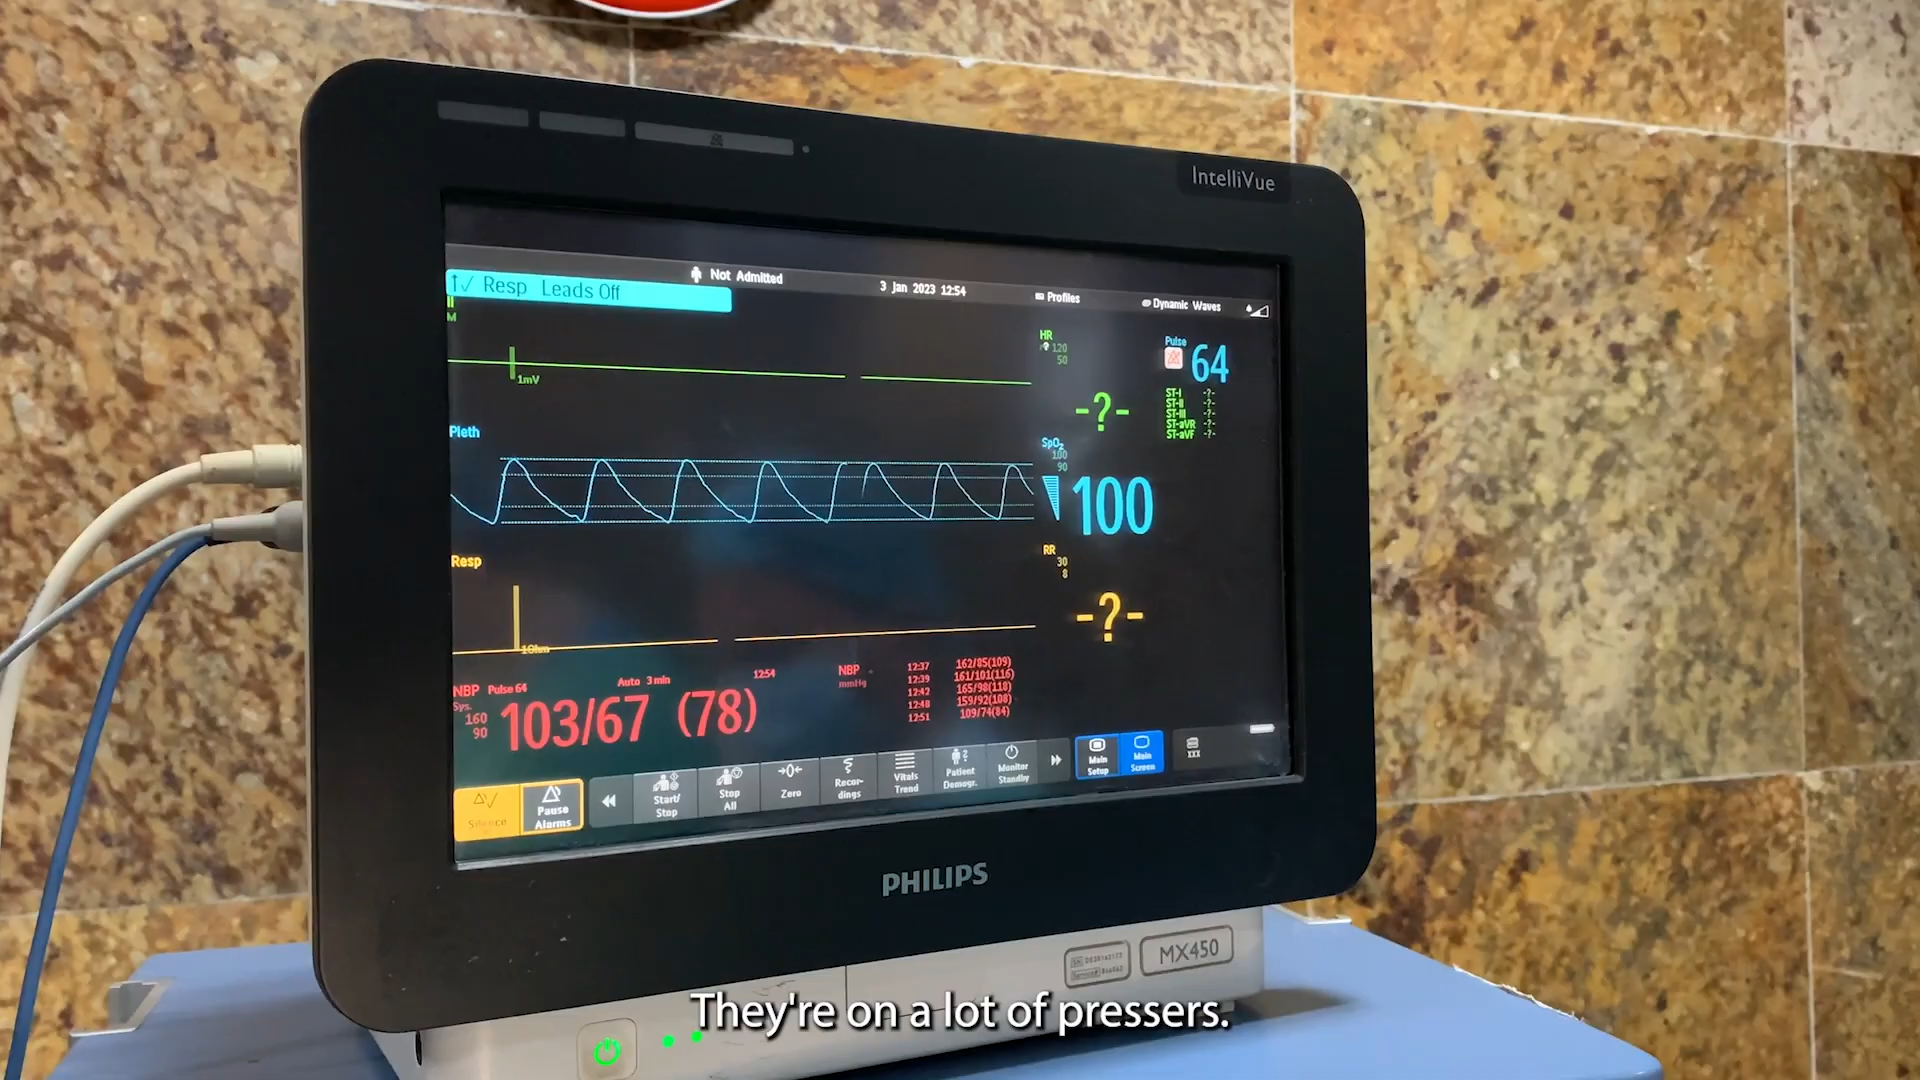 IntelliVue
Not Admitted
3 Jan 2023 12:54
Profiles
Dynamic Waves
Resp Leads Off
II
M
1mV
HR
120
50
-?-
Pulse
64
ST-I -?-
ST-II -?-
ST-III -?-
ST-aVR -?-
ST-aVF -?-
Pleth
SpO₂
100
90
100
Resp
1Ohm
RR
30
8
-?-
NBP Pulse 64
Auto 3 min
12:54
Sys.
160
90
103/67 (78)
NBP
mmHg
12:37 162/85(109)
12:39 161/101(116)
12:42 165/98(118)
12:48 159/92(108)
12:51 109/74(84)
Silence
Pause
Alarms
Start/
Stop
Stop
All
Zero
Recor-
dings
Vitals
Trend
Patient
Demogr.
Monitor
Standby
Main
Setup
Main
Screen
XXX
PHILIPS
MX450
They're on a lot of pressers.